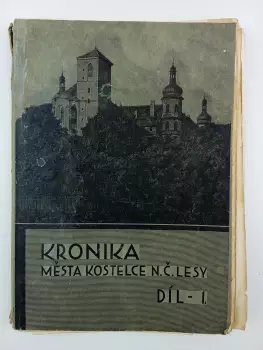 KRONIKA
MĚSTA KOSTELCE N.Č.LESY
DÍL - I.